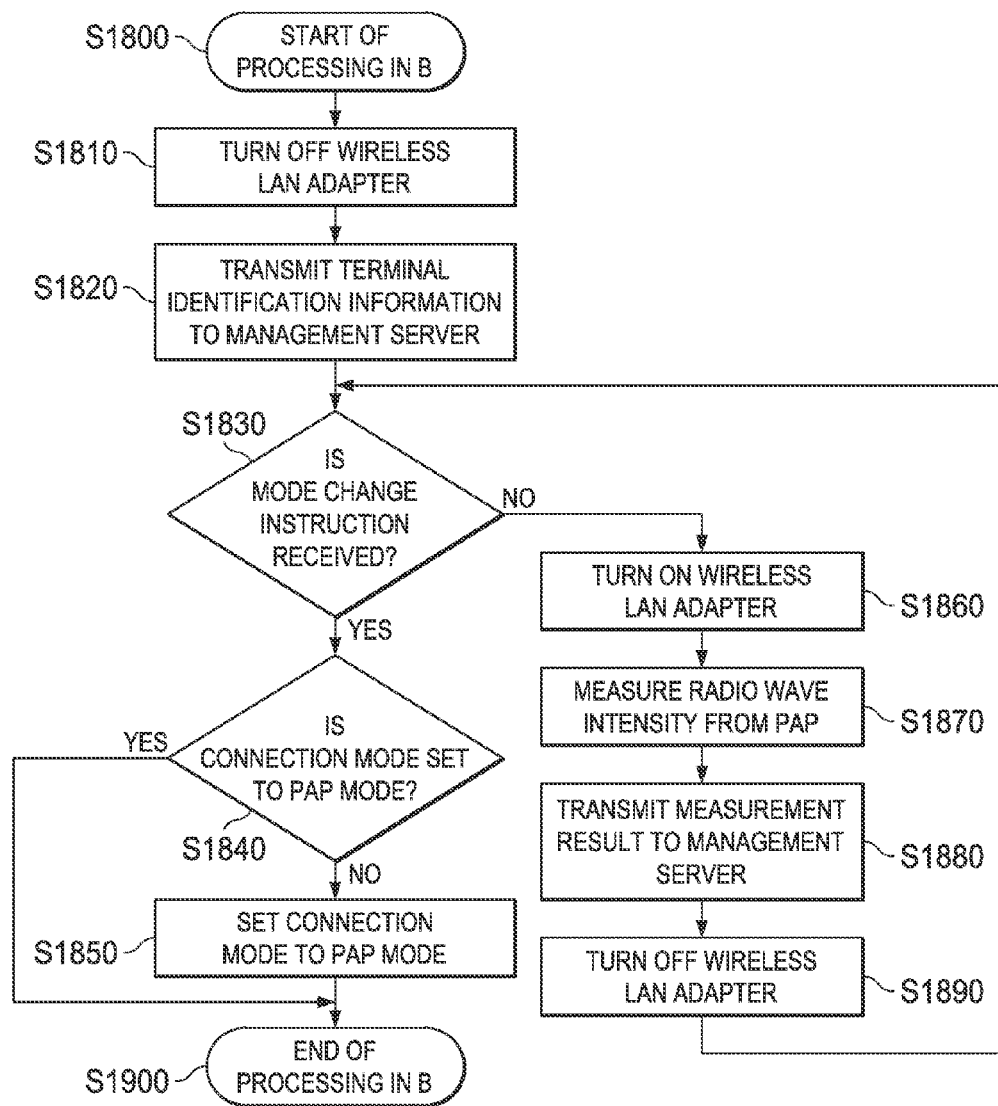 S1800
START OF
PROCESSING IN B
S1810
TURN OFF WIRELESS
LAN ADAPTER
S1820
TRANSMIT TERMINAL
IDENTIFICATION INFORMATION
TO MANAGEMENT SERVER
S1830
IS
MODE CHANGE
INSTRUCTION
RECEIVED?
NO
YES
IS
CONNECTION MODE SET
TO PAP MODE?
YES
S1840
NO
S1850
SET CONNECTION
MODE TO PAP MODE
S1900
END OF
PROCESSING IN B
TURN ON WIRELESS
LAN ADAPTER
S1860
MEASURE RADIO WAVE
INTENSITY FROM PAP
S1870
TRANSMIT MEASUREMENT
RESULT TO MANAGEMENT
SERVER
S1880
TURN OFF WIRELESS
LAN ADAPTER
S1890